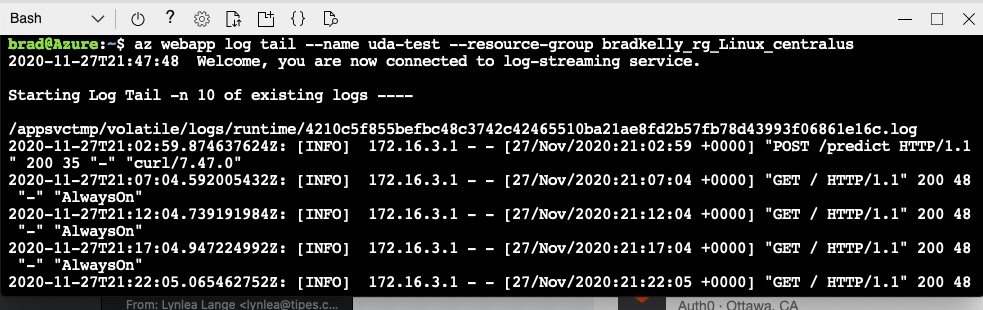 Bash
brad@Azure:~$ az webapp log tail --name uda-test --resource-group bradkelly_rg_Linux_centralus
2020-11-27T21:47:48  Welcome, you are now connected to log-streaming service.
Starting Log Tail -n 10 of existing logs ----
/appsvctmp/volatile/logs/runtime/4210c5f855befbc48c3742c42465510ba21ae8fd2b57fb78d43993f06861e16c.log
2020-11-27T21:02:59.874637624Z: [INFO]  172.16.3.1 - - [27/Nov/2020:21:02:59 +0000] "POST /predict HTTP/1.1
" 200 35 "-" "curl/7.47.0"
2020-11-27T21:07:04.592005432Z: [INFO]  172.16.3.1 - - [27/Nov/2020:21:07:04 +0000] "GET / HTTP/1.1" 200 48
 "-" "AlwaysOn"
2020-11-27T21:12:04.739191984Z: [INFO]  172.16.3.1 - - [27/Nov/2020:21:12:04 +0000] "GET / HTTP/1.1" 200 48
 "-" "AlwaysOn"
2020-11-27T21:17:04.947224992Z: [INFO]  172.16.3.1 - - [27/Nov/2020:21:17:04 +0000] "GET / HTTP/1.1" 200 48
 "-" "AlwaysOn"
2020-11-27T21:22:05.065462752Z: [INFO]  172.16.3.1 - - [27/Nov/2020:21:22:05 +0000] "GET / HTTP/1.1" 200 48
From: Lynlea Lange <lynlea@tipes.c...
Auth0 · Ottawa, CA